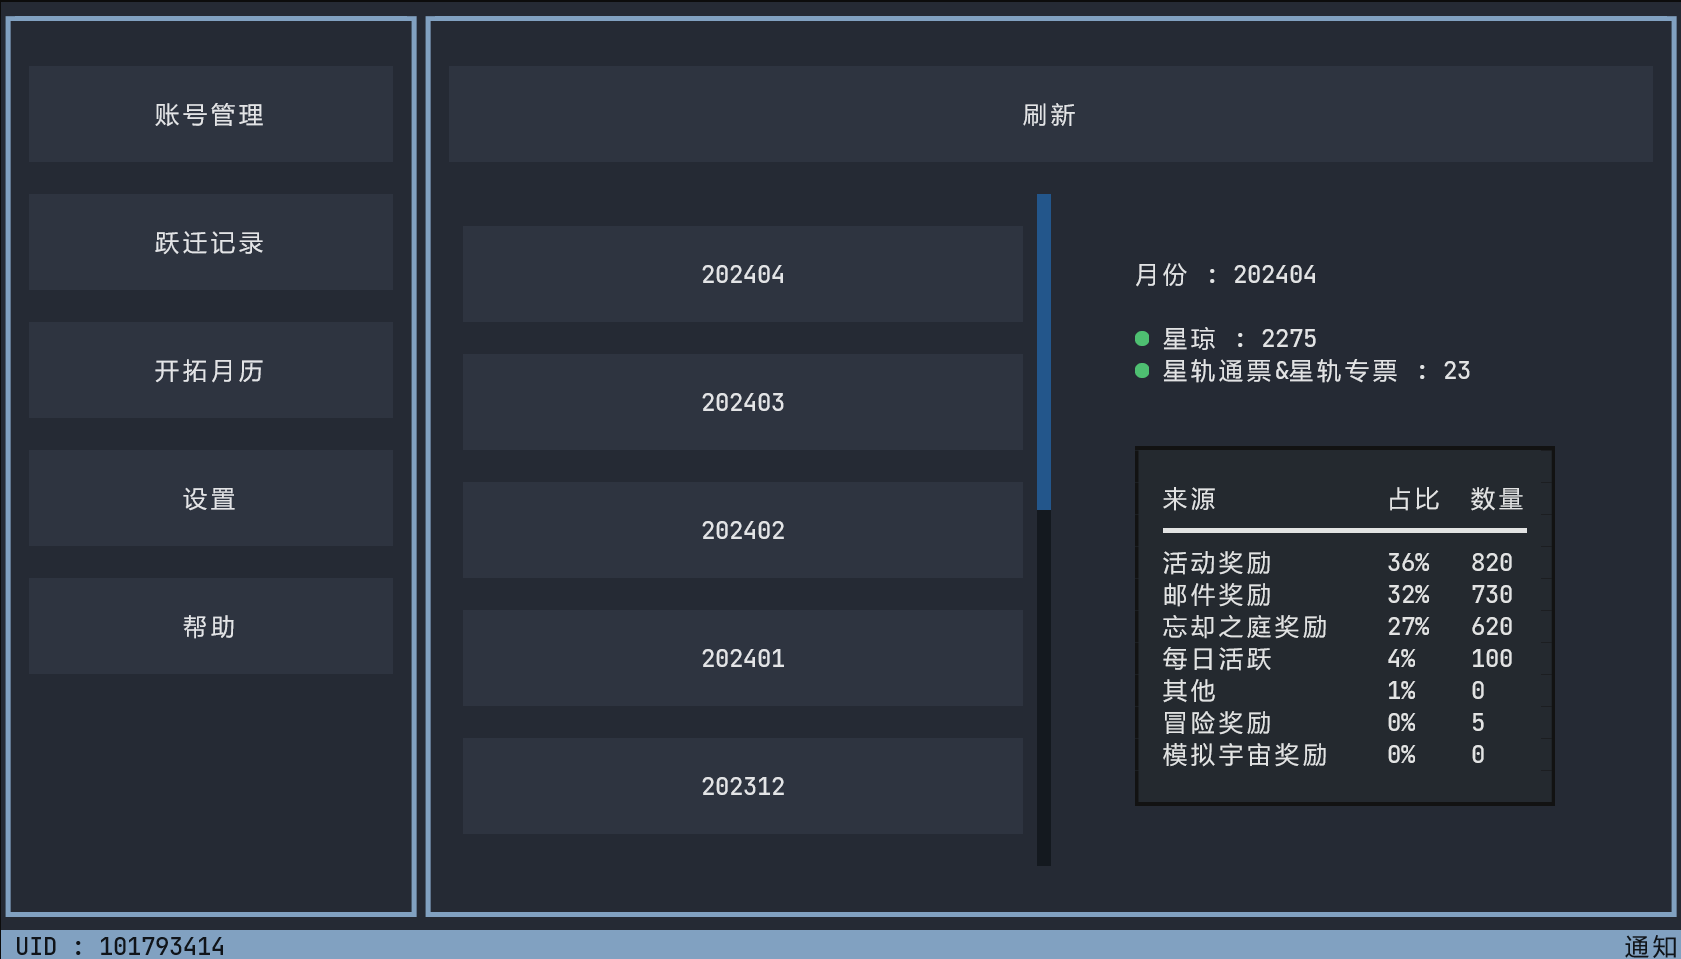 账号管理
跃迁记录
开拓月历
设置
帮助
刷新
202404
202403
202402
202401
202312
月份 : 202404
星琼 : 2275
星轨通票&星轨专票 : 23
来源 占比 数量
活动奖励 36% 820
邮件奖励 32% 730
忘却之庭奖励 27% 620
每日活跃 4% 100
其他 1% 0
冒险奖励 0% 5
模拟宇宙奖励 0% 0
UID : 101793414
通知